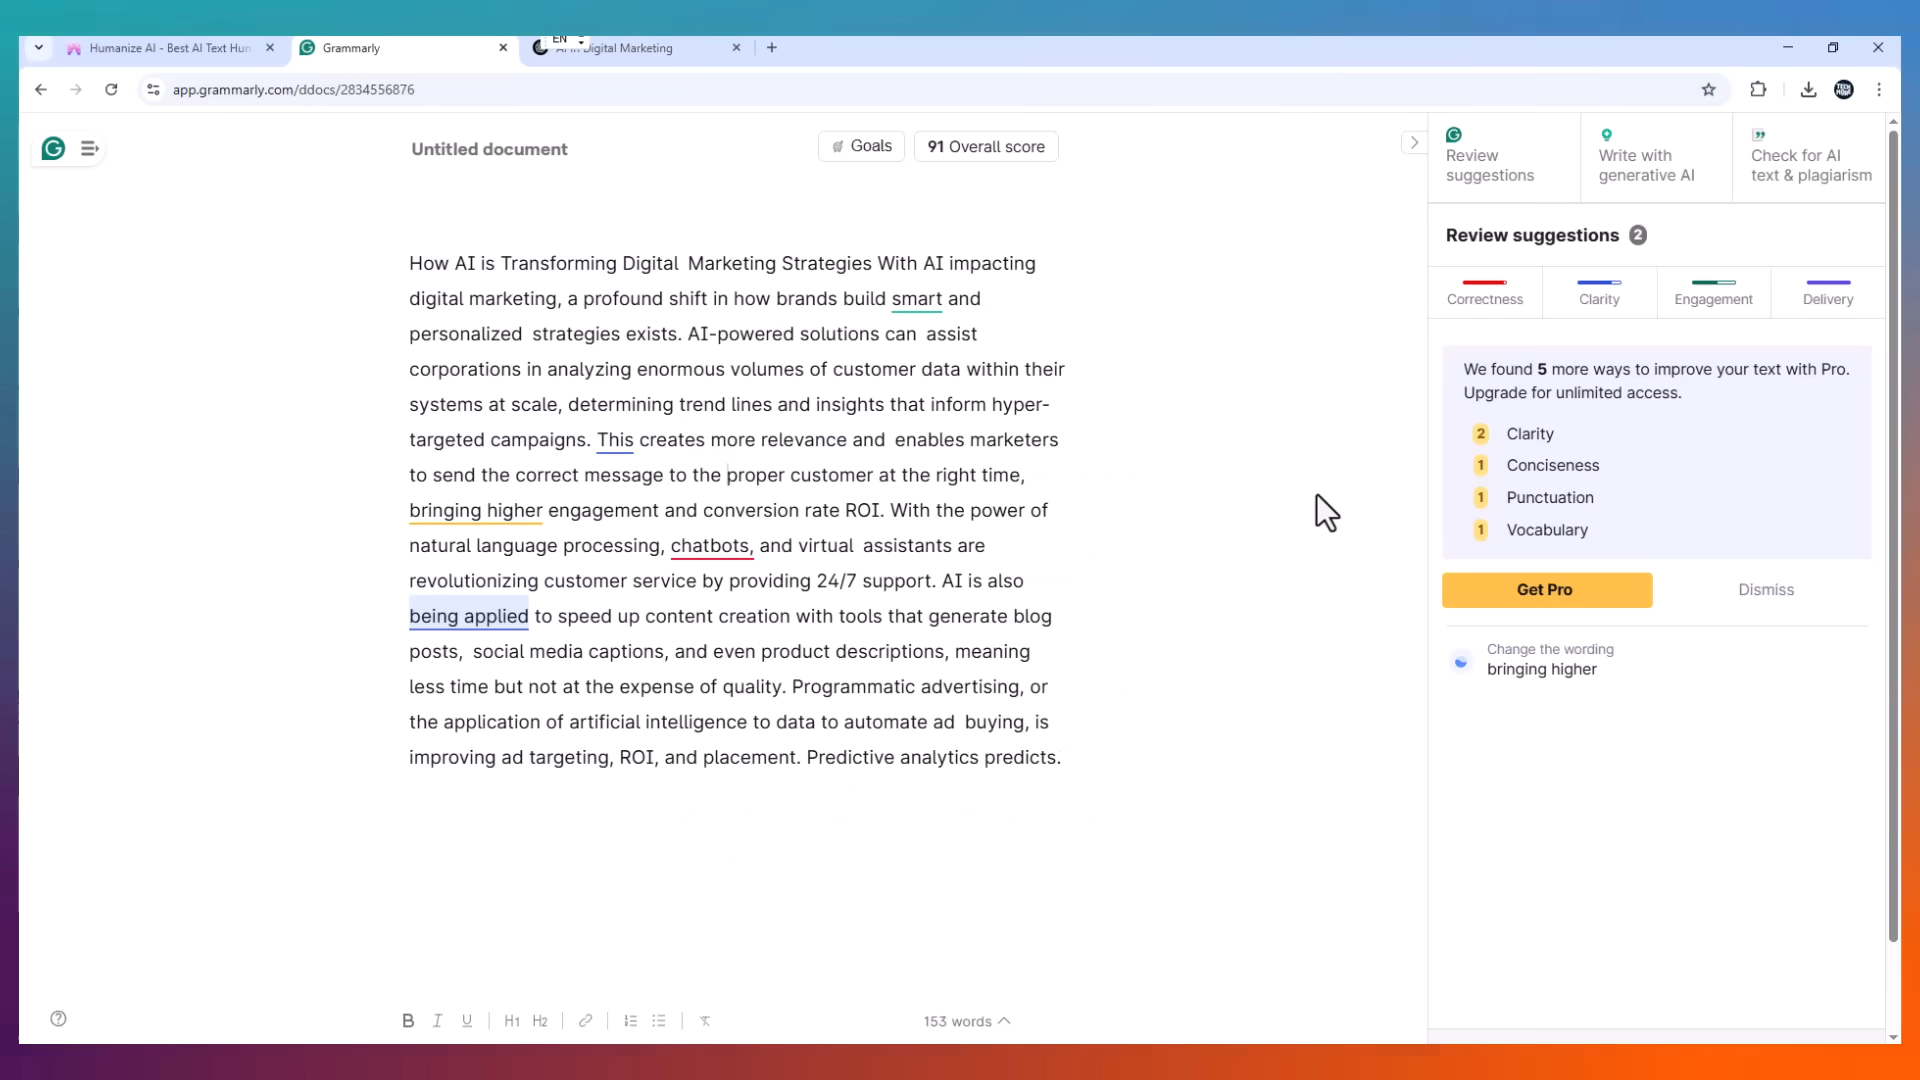 Humanize AI - Best AI Text Hun
Grammarly
EN
AI in Digital Marketing
app.grammarly.com/ddocs/2834556876
TECH
Untitled document
Goals
91 Overall score
Review suggestions
Write with generative AI
Check for AI text & plagiarism
Review suggestions 2
Correctness
Clarity
Engagement
Delivery
How AI is Transforming Digital  Marketing Strategies With AI impacting
digital marketing, a profound shift in how brands build smart and
personalized  strategies exists. AI-powered solutions can  assist
corporations in analyzing enormous volumes of customer data within their
systems at scale, determining trend lines and insights that inform hyper-
targeted campaigns. This creates more relevance and  enables marketers
to send the correct message to the proper customer at the right time,
bringing higher engagement and conversion rate ROI. With the power of
natural language processing, chatbots, and virtual  assistants are
revolutionizing customer service by providing 24/7 support. AI is also
being applied to speed up content creation with tools that generate blog
posts,  social media captions, and even product descriptions, meaning
less time but not at the expense of quality. Programmatic advertising, or
the application of artificial intelligence to data to automate ad  buying, is
improving ad targeting, ROI, and placement. Predictive analytics predicts.
We found 5 more ways to improve your text with Pro.
Upgrade for unlimited access.
2 Clarity
1 Conciseness
1 Punctuation
1 Vocabulary
Get Pro
Dismiss
Change the wording
bringing higher
B I U H1 H2
153 words